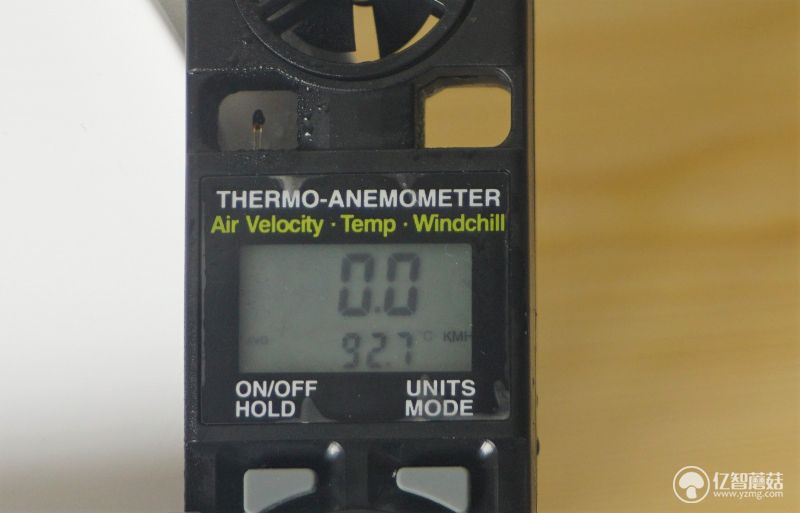 THERMO-ANEMOMETER
Air Velocity · Temp · Windchill
0.0
92.7 °C KMH
ON/OFF UNITS
HOLD MODE
亿智蘑菇
www.yzmg.com